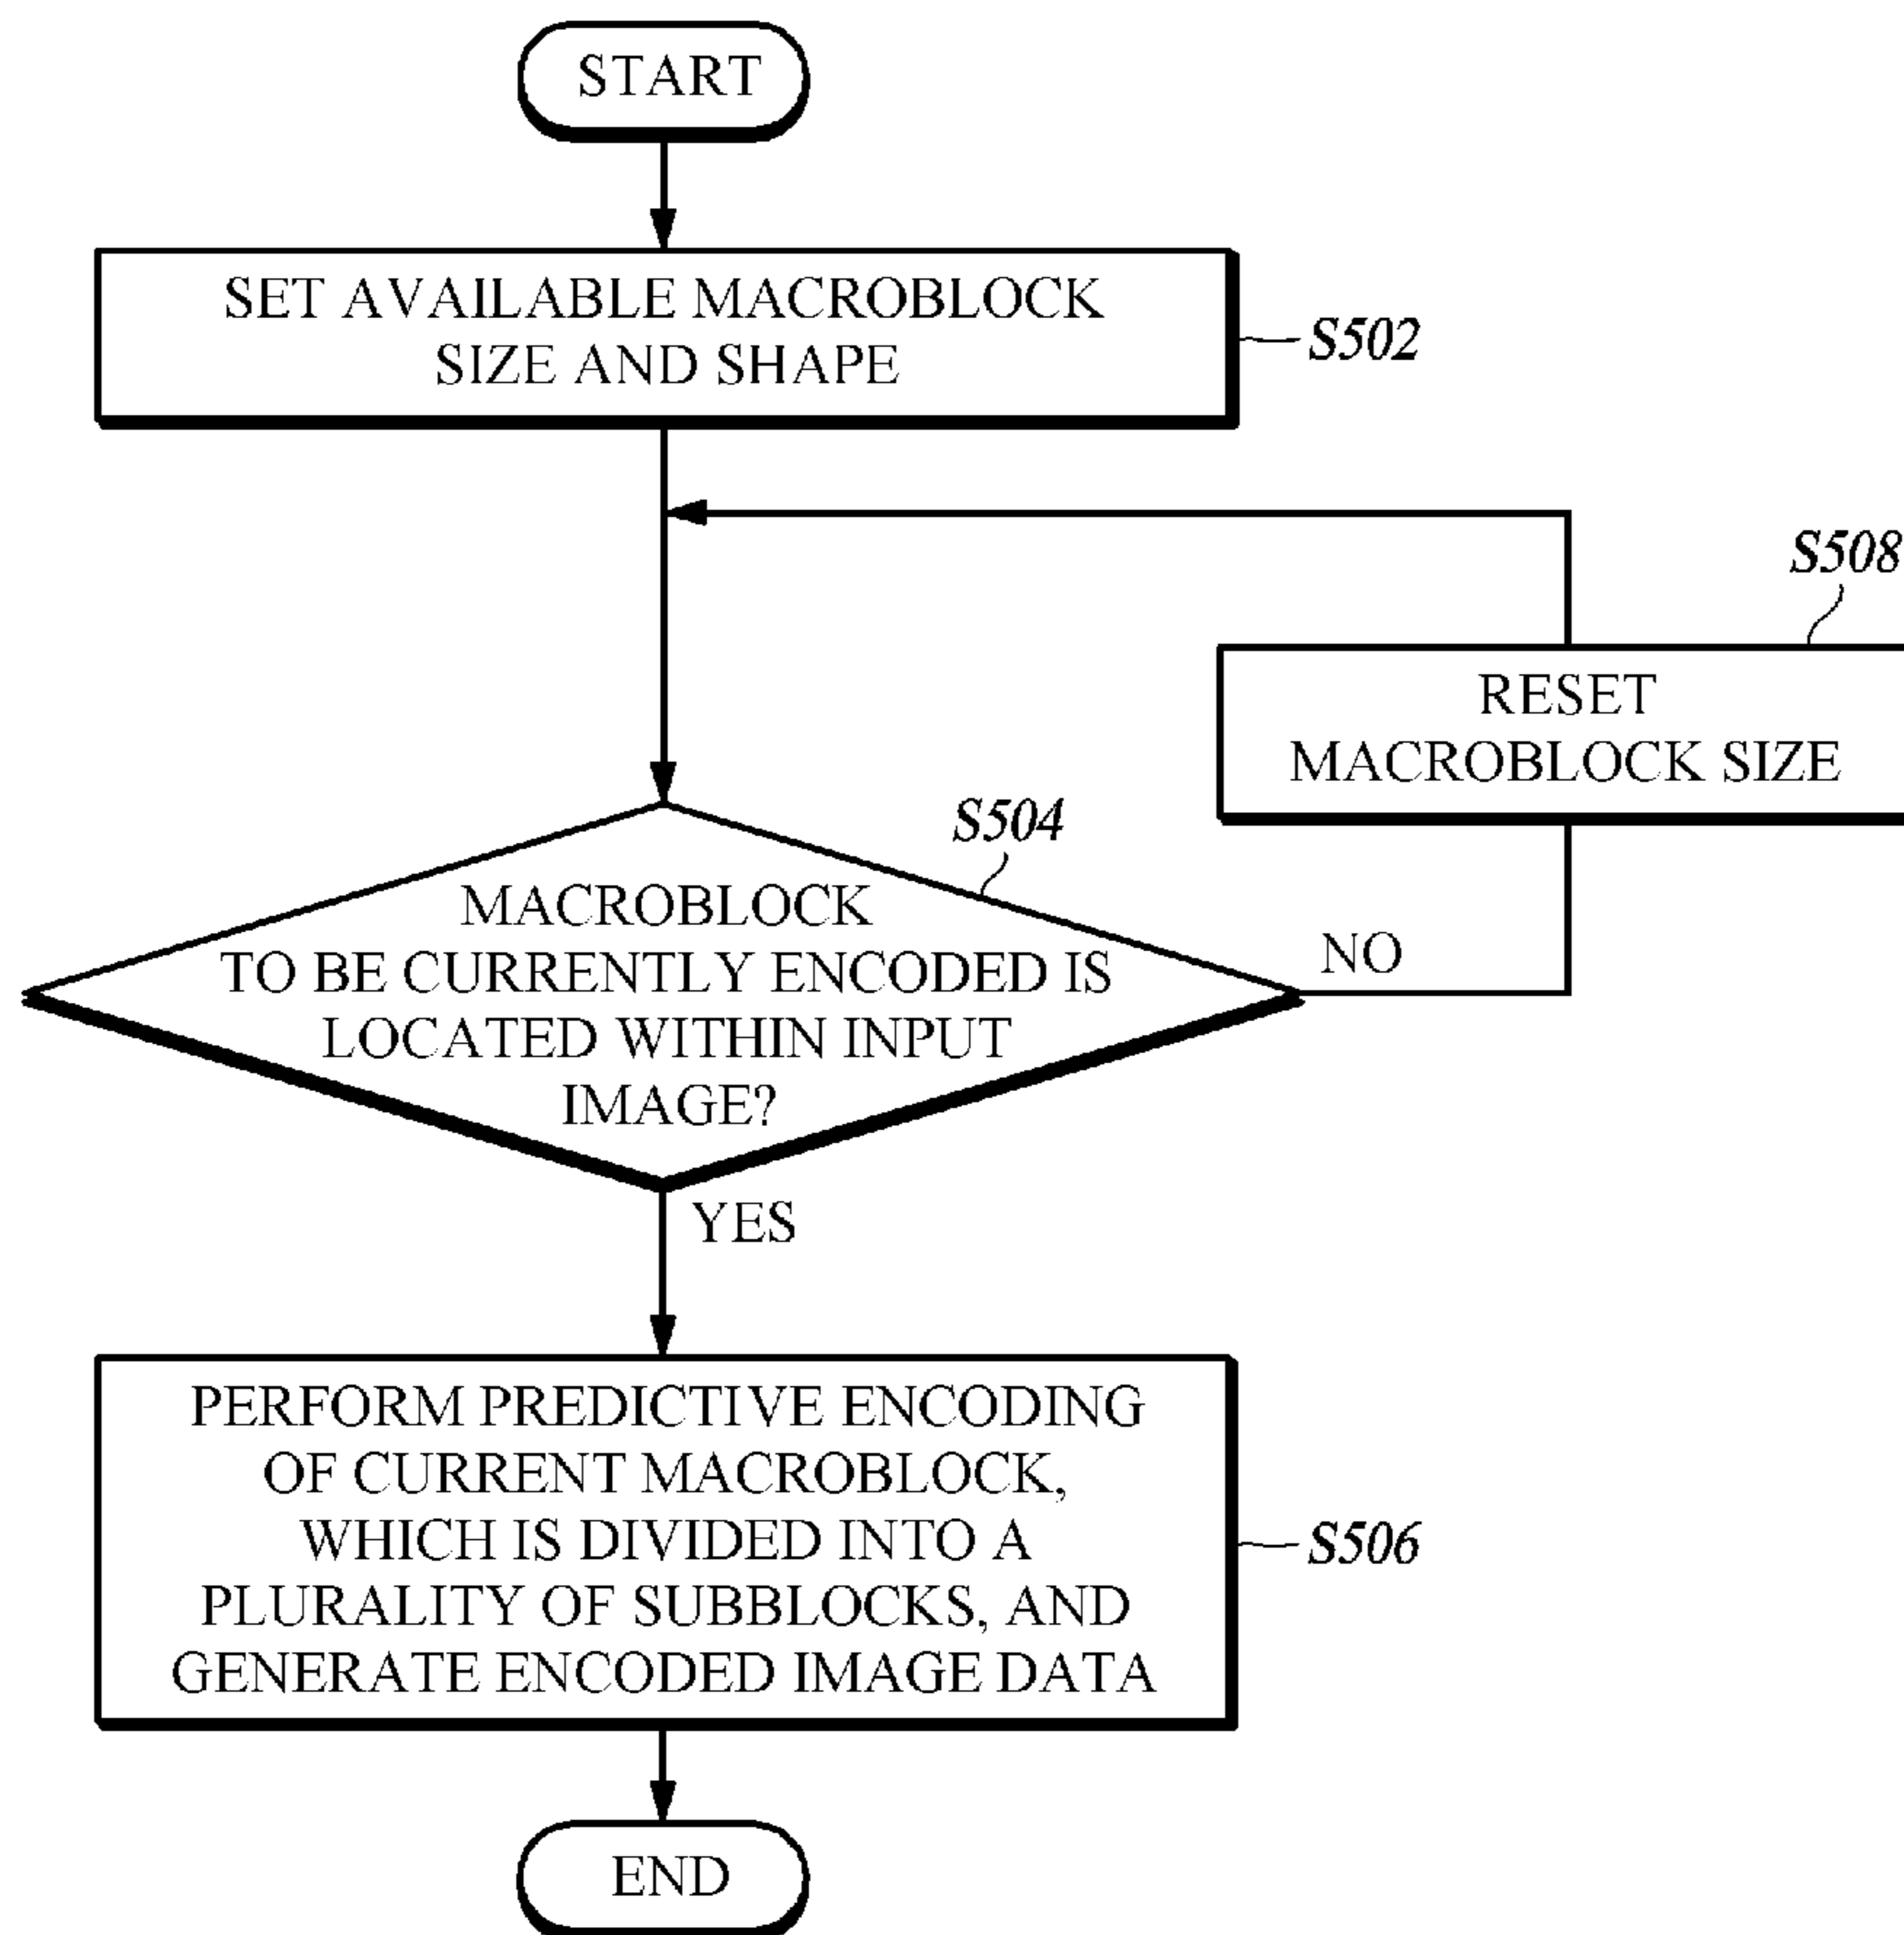 START
SET AVAILABLE MACROBLOCK
SIZE AND SHAPE
S502
S508
RESET
MACROBLOCK SIZE
S504
MACROBLOCK
TO BE CURRENTLY ENCODED IS
LOCATED WITHIN INPUT
IMAGE?
NO
YES
PERFORM PREDICTIVE ENCODING
OF CURRENT MACROBLOCK,
WHICH IS DIVIDED INTO A
PLURALITY OF SUBBLOCKS, AND
GENERATE ENCODED IMAGE DATA
S506
END